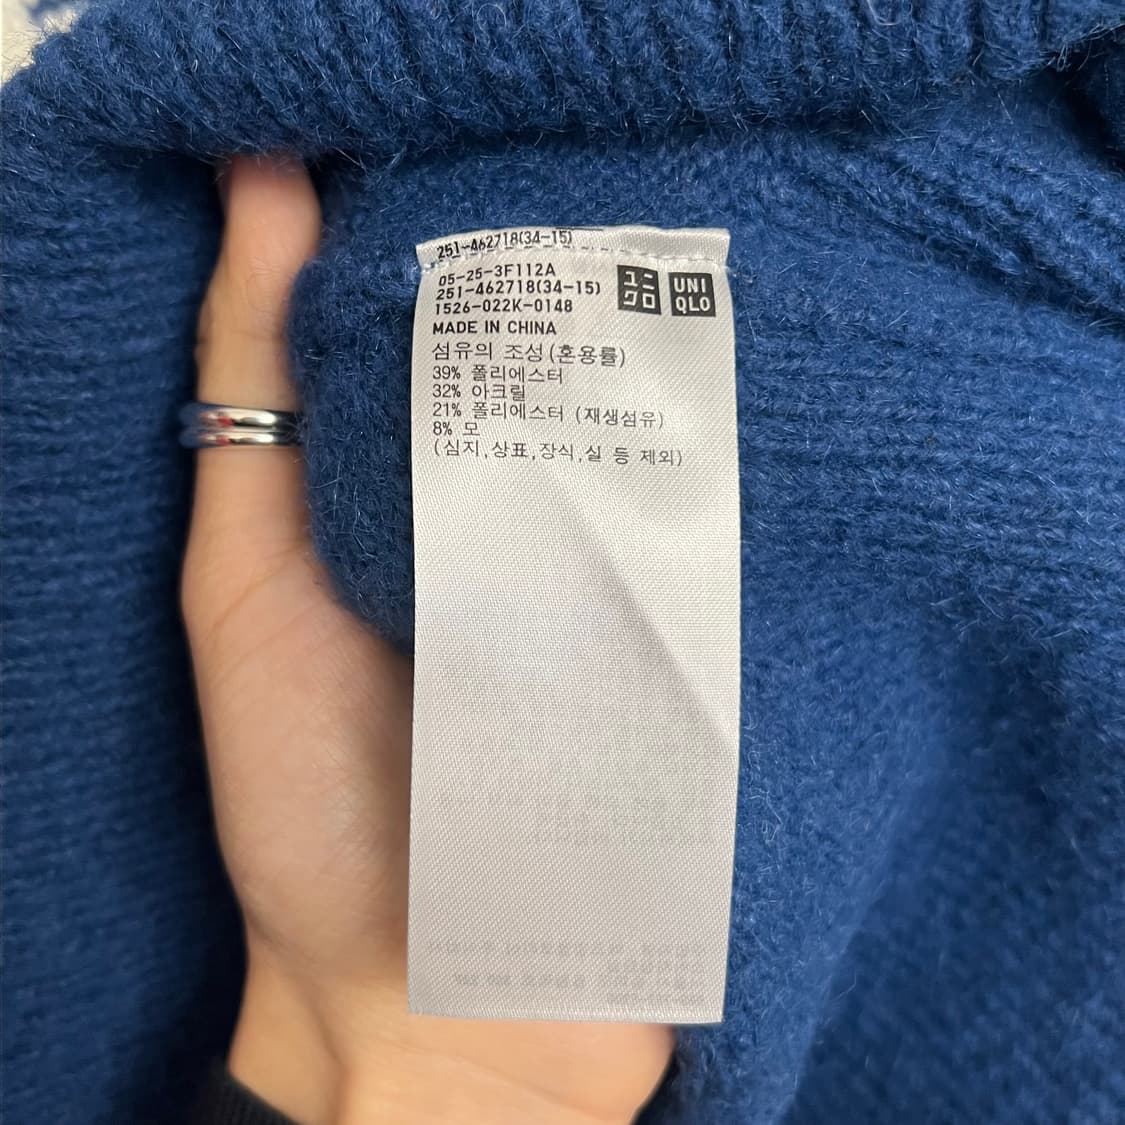 251-462718(34-15)
05-25-3F112A
251-462718(34-15)
1526-022K-0148
ユニ
クロ
UNI
QLO
MADE IN CHINA
섬유의 조성(혼용률)
39% 폴리에스터
32% 아크릴
21% 폴리에스터 (재생섬유)
8% 모
(심지,상표,장식,실 등 제외)